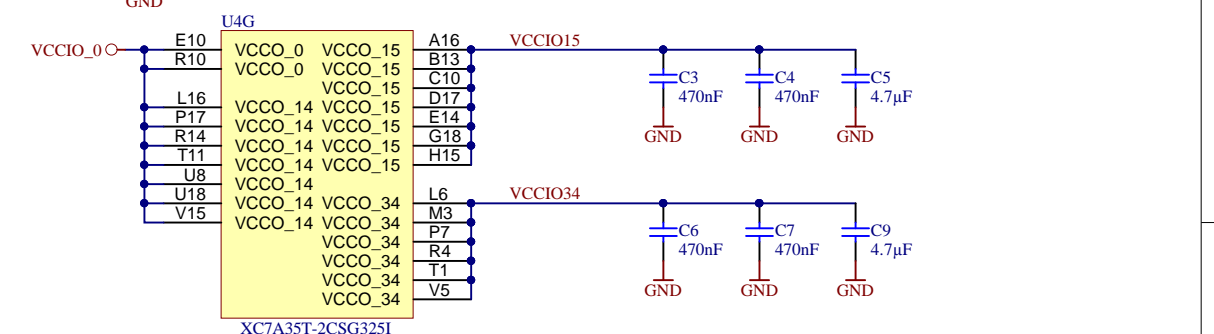 GND
U4G
VCCIO_0
E10 VCCO_0 VCCO_15 A16 VCCIO15
R10 VCCO_0 VCCO_15 B13
VCCO_15 C10
L16 VCCO_14 VCCO_15 D17
P17 VCCO_14 VCCO_15 E14
R14 VCCO_14 VCCO_15 G18
T11 VCCO_14 VCCO_15 H15
U8 VCCO_14
U18 VCCO_14 VCCO_34 L6 VCCIO34
V15 VCCO_14 VCCO_34 M3
VCCO_34 P7
VCCO_34 R4
VCCO_34 T1
VCCO_34 V5
XC7A35T-2CSG325I
C3 C4 C5
470nF 470nF 4.7µF
GND GND GND
C6 C7 C9
470nF 470nF 4.7µF
GND GND GND